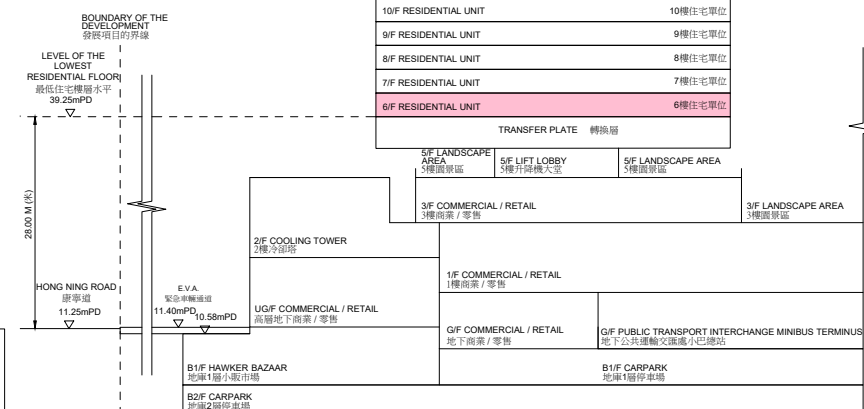 10/F RESIDENTIAL UNIT 10樓住宅單位
9/F RESIDENTIAL UNIT 9樓住宅單位
8/F RESIDENTIAL UNIT 8樓住宅單位
7/F RESIDENTIAL UNIT 7樓住宅單位
6/F RESIDENTIAL UNIT 6樓住宅單位
TRANSFER PLATE 轉換層
BOUNDARY OF THE
DEVELOPMENT
發展項目的界線
LEVEL OF THE
LOWEST
RESIDENTIAL FLOOR
最低住宅樓層水平
39.25mPD
28.00 M (米)
5/F LANDSCAPE
AREA
5樓園景區
5/F LIFT LOBBY
5樓升降機大堂
5/F LANDSCAPE AREA
5樓園景區
3/F COMMERCIAL / RETAIL
3樓商業 / 零售
3/F LANDSCAPE AREA
3樓園景區
2/F COOLING TOWER
2樓冷卻塔
1/F COMMERCIAL / RETAIL
1樓商業 / 零售
HONG NING ROAD
康寧道
11.25mPD
E.V.A.
緊急車輛通道
11.40mPD
10.58mPD
UG/F COMMERCIAL / RETAIL
高層地下商業 / 零售
G/F COMMERCIAL / RETAIL
地下商業 / 零售
G/F PUBLIC TRANSPORT INTERCHANGE MINIBUS TERMINUS
地下公共運輸交匯處小巴總站
B1/F HAWKER BAZAAR
地庫1層小販市場
B1/F CARPARK
地庫1層停車場
B2/F CARPARK
地庫2層停車場